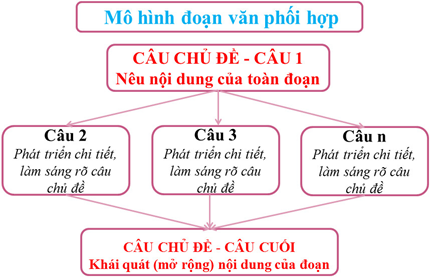 Mô hình đoạn văn phối hợp
CÂU CHỦ ĐỀ - CÂU 1
Nêu nội dung của toàn đoạn
Câu 2
Phát triển chi tiết,
làm sáng rõ câu
chủ đề
Câu 3
Phát triển chi tiết,
làm sáng rõ câu
chủ đề
Câu n
Phát triển chi tiết,
làm sáng rõ câu
chủ đề
CÂU CHỦ ĐỀ - CÂU CUỐI
Khái quát (mở rộng) nội dung của đoạn